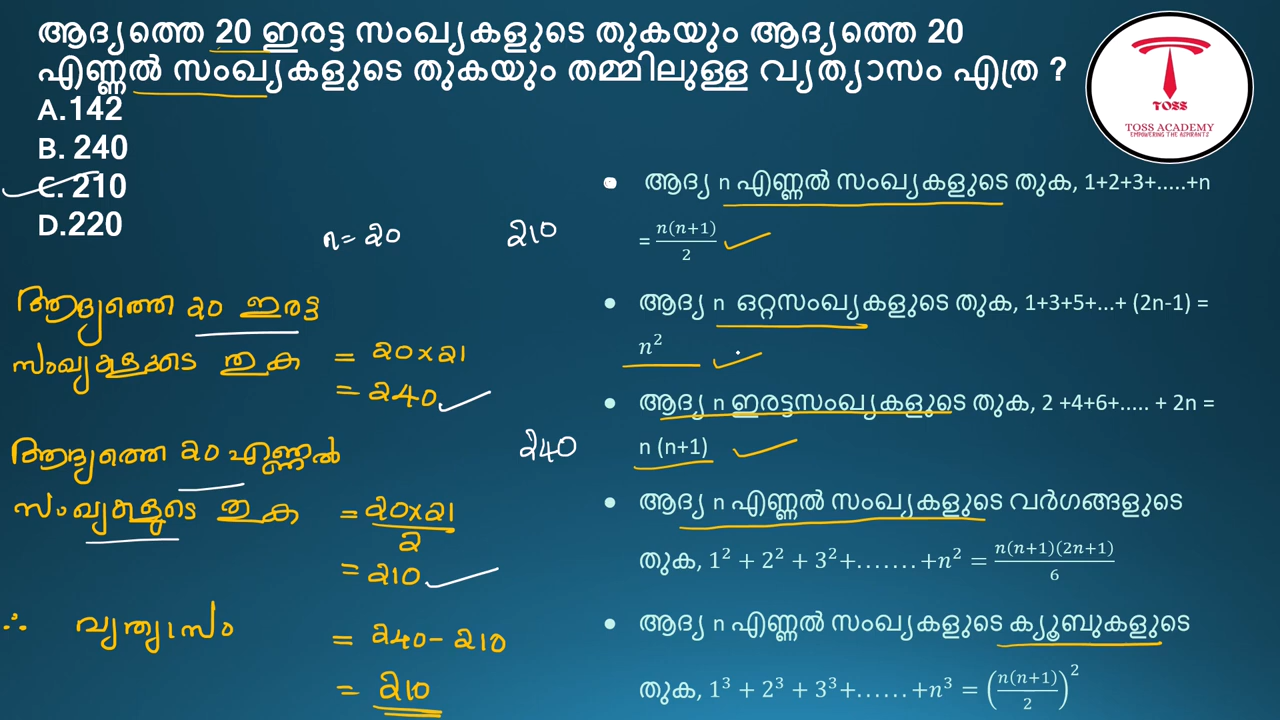 ആദ്യത്തെ 20 ഇരട്ട സംഖ്യകളുടെ തുകയും ആദ്യത്തെ 20
എണ്ണൽ സംഖ്യകളുടെ തുകയും തമ്മിലുള്ള വ്യത്യാസം എത്ര ?
A.142
B. 240
C. 210
D.220
TOSS
TOSS ACADEMY
EMPOWERING THE ASPIRANTS
n = 20
210
ആദ്യത്തെ 20 ഇരട്ട
സംഖ്യകളുടെ തുക = 20 × 21
= 240
ആദ്യത്തെ 20 എണ്ണൽ
240
സംഖ്യകളുടെ തുക = 20×21 / 2
= 210
∴ വ്യത്യാസം = 240 - 210
= 210
• ആദ്യ n എണ്ണൽ സംഖ്യകളുടെ തുക, 1+2+3+.....+n
= n(n+1) / 2
• ആദ്യ n ഒറ്റസംഖ്യകളുടെ തുക, 1+3+5+...+ (2n-1) =
n²
• ആദ്യ n ഇരട്ടസംഖ്യകളുടെ തുക, 2 +4+6+..... + 2n =
n (n+1)
• ആദ്യ n എണ്ണൽ സംഖ്യകളുടെ വർഗങ്ങളുടെ
തുക, 1² + 2² + 3²+.......+n² = n(n+1)(2n+1) / 6
• ആദ്യ n എണ്ണൽ സംഖ്യകളുടെ ക്യൂബുകളുടെ
തുക, 1³ + 2³ + 3³+......+n³ = (n(n+1) / 2)²